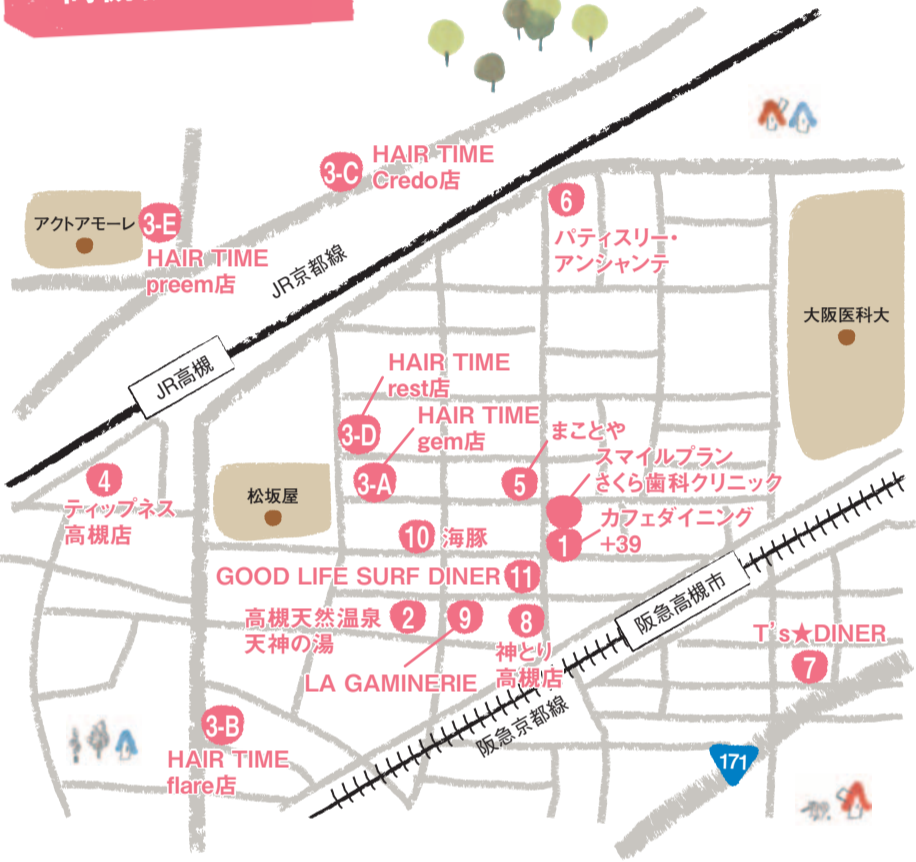 3-C
HAIR TIME
Credo店
6
パティスリー・
アンシャンテ
アクトアモーレ
3-E
HAIR TIME
preem店
JR京都線
大阪医科大
JR高槻
HAIR TIME
rest店
3-D
HAIR TIME
gem店
3-A
まことや
5
スマイルプラン
さくら歯科クリニック
4
ティップネス
高槻店
松坂屋
カフェダイニング
+39
1
10
海豚
GOOD LIFE SURF DINER
11
高槻天然温泉
天神の湯
2
9
LA GAMINERIE
8
神とり
高槻店
阪急高槻市
T's★DINER
7
阪急京都線
3-B
HAIR TIME
flare店
171